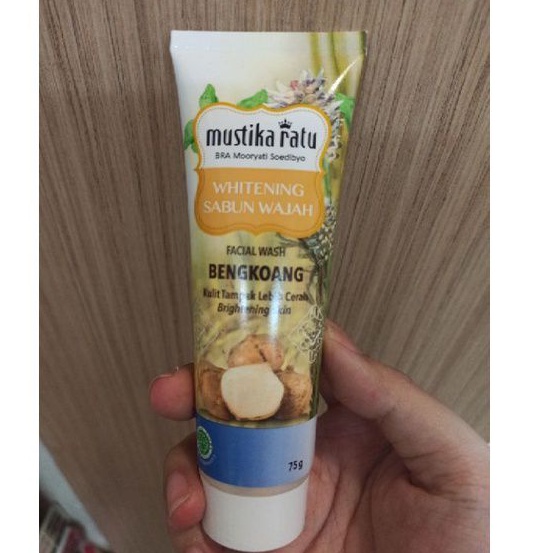 mustika ratu
BRA Mooryati Soedibyo
WHITENING
SABUN WAJAH
FACIAL WASH
BENGKOANG
Kulit Tampak Lebih Cerah
Brightening Skin
75g